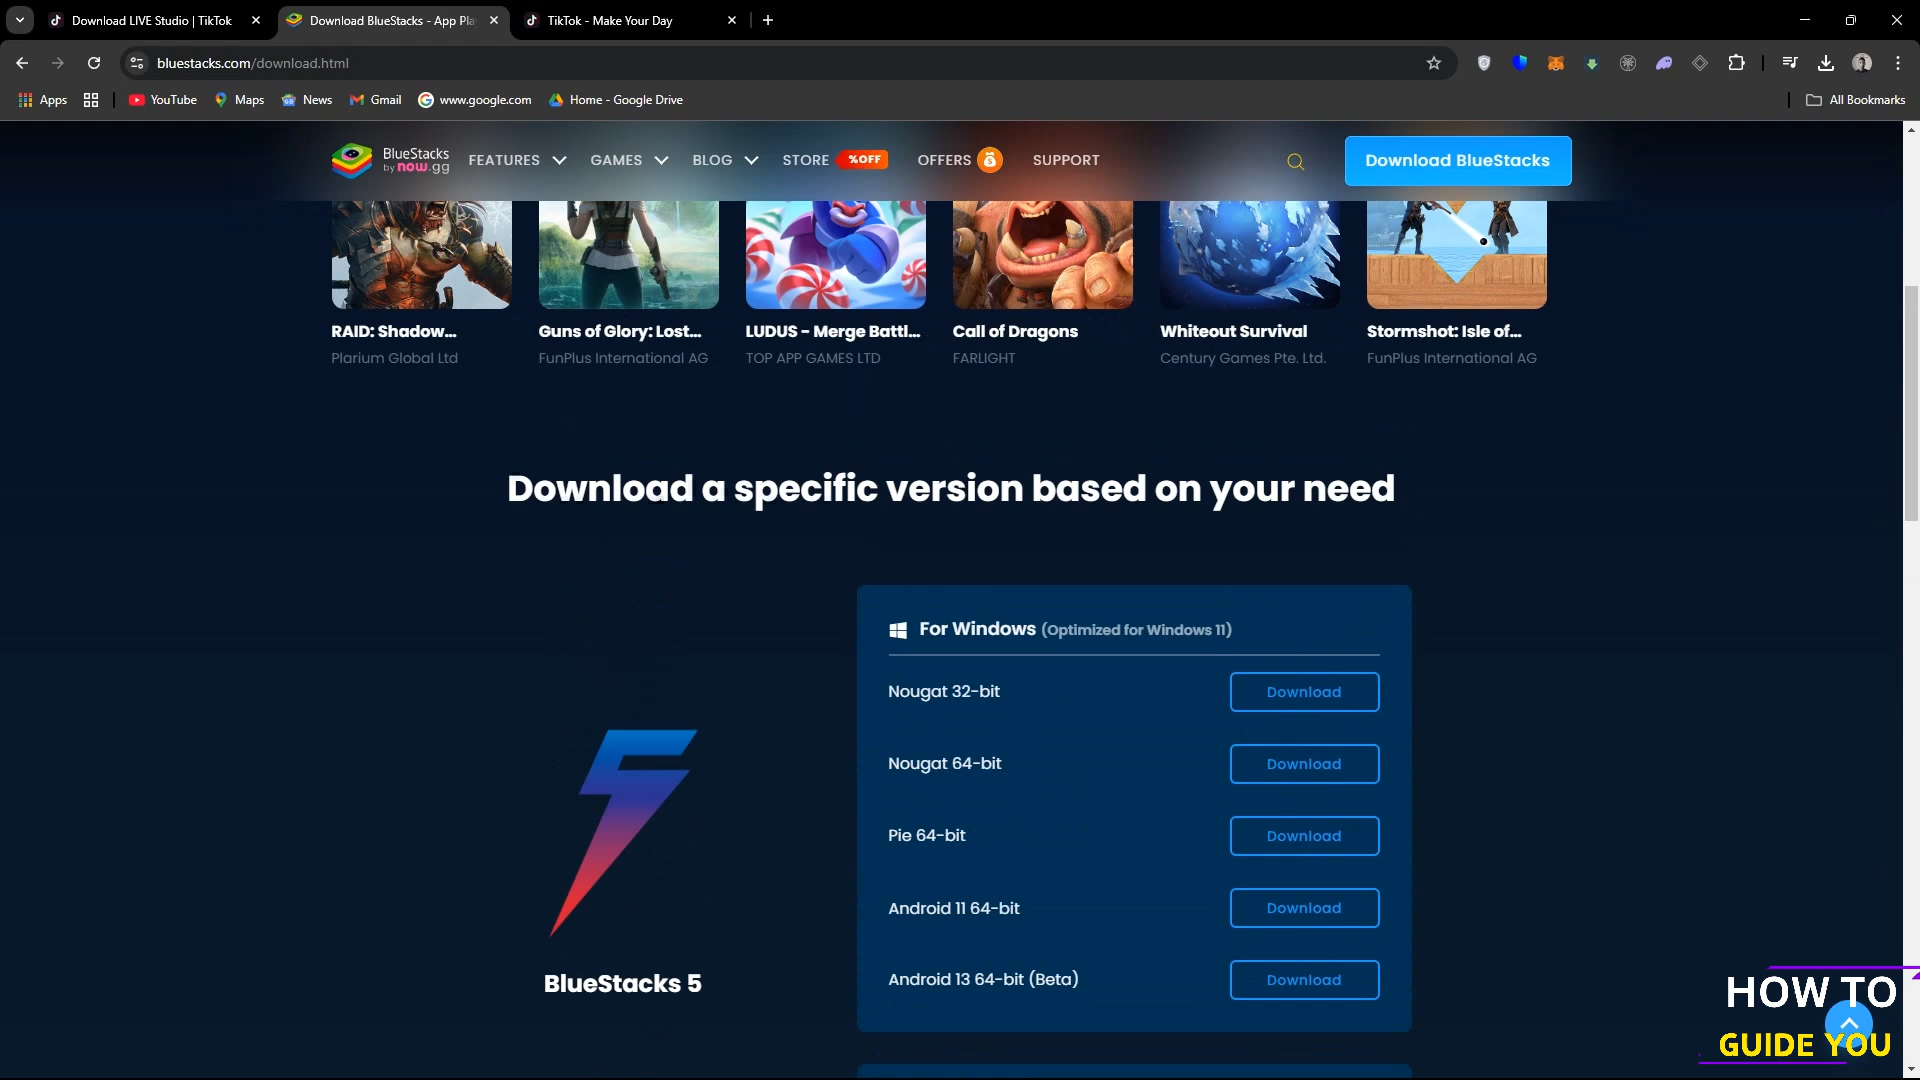 Download LIVE Studio | TikTok
Download BlueStacks - App Pla
TikTok - Make Your Day
bluestacks.com/download.html
Apps
YouTube
Maps
News
Gmail
www.google.com
Home - Google Drive
All Bookmarks
BlueStacks
by now.gg
FEATURES
GAMES
BLOG
STORE
%OFF
OFFERS
SUPPORT
Download BlueStacks
RAID: Shadow...
Guns of Glory: Lost...
LUDUS - Merge Battl...
Call of Dragons
Whiteout Survival
Stormshot: Isle of...
Plarium Global Ltd
FunPlus International AG
TOP APP GAMES LTD
FARLIGHT
Century Games Pte. Ltd.
FunPlus International AG
Download a specific version based on your need
For Windows (Optimized for Windows 11)
Nougat 32-bit
Download
Nougat 64-bit
Download
Pie 64-bit
Download
Android 11 64-bit
Download
Android 13 64-bit (Beta)
Download
BlueStacks 5
HOW TO
GUIDE YOU